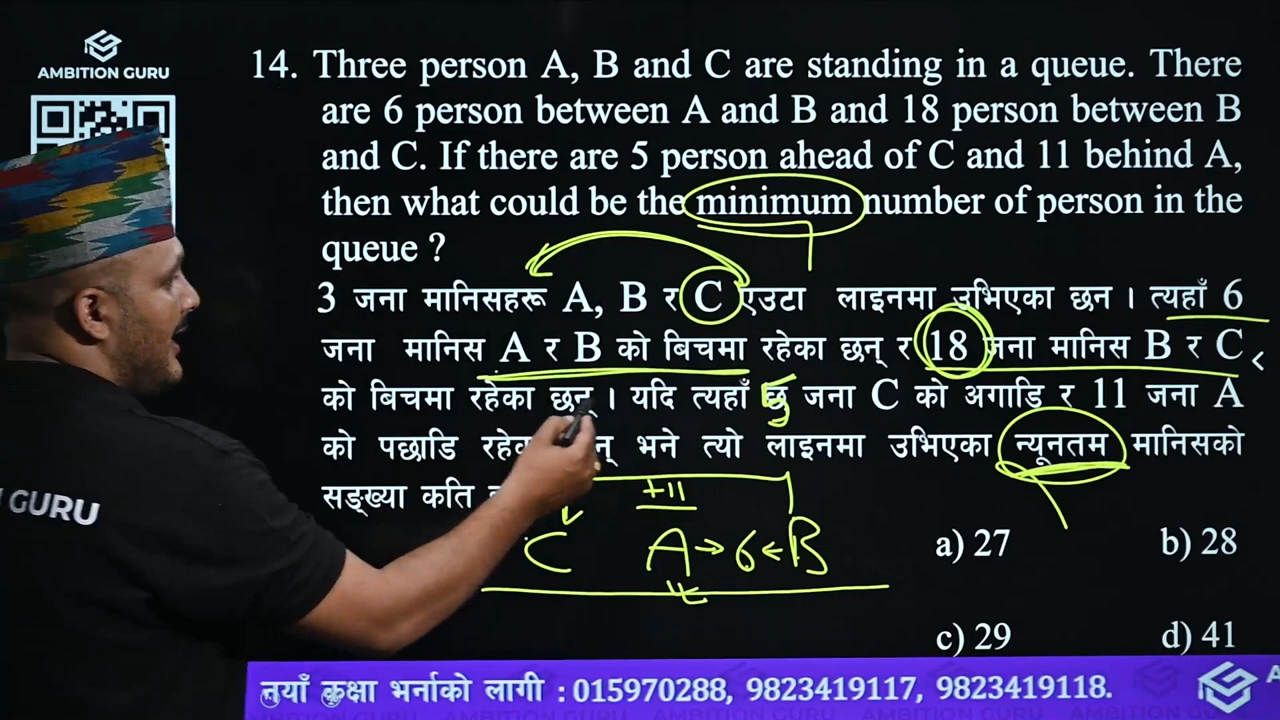 AMBITION GURU
14. Three person A, B and C are standing in a queue. There
are 6 person between A and B and 18 person between B
and C. If there are 5 person ahead of C and 11 behind A,
then what could be the minimum number of person in the
queue ?
3 जना मानिसहरू A, B र C एउटा लाइनमा उभिएका छन । त्यहाँ 6
जना मानिस A र B को बिचमा रहेका छन् र 18 जना मानिस B र C
को बिचमा रहेका छन् । यदि त्यहाँ 5 जना C को अगाडि र 11 जना A
को पछाडि भने त्यो लाइनमा उभिएका न्यूनतम मानिसको
सङ्ख्या कति
+11
C A → 6 ← B
a) 27 b) 28
c) 29 d) 41
GURU
नयाँ कक्षा भर्नाको लागी : 015970288, 9823419117, 9823419118.